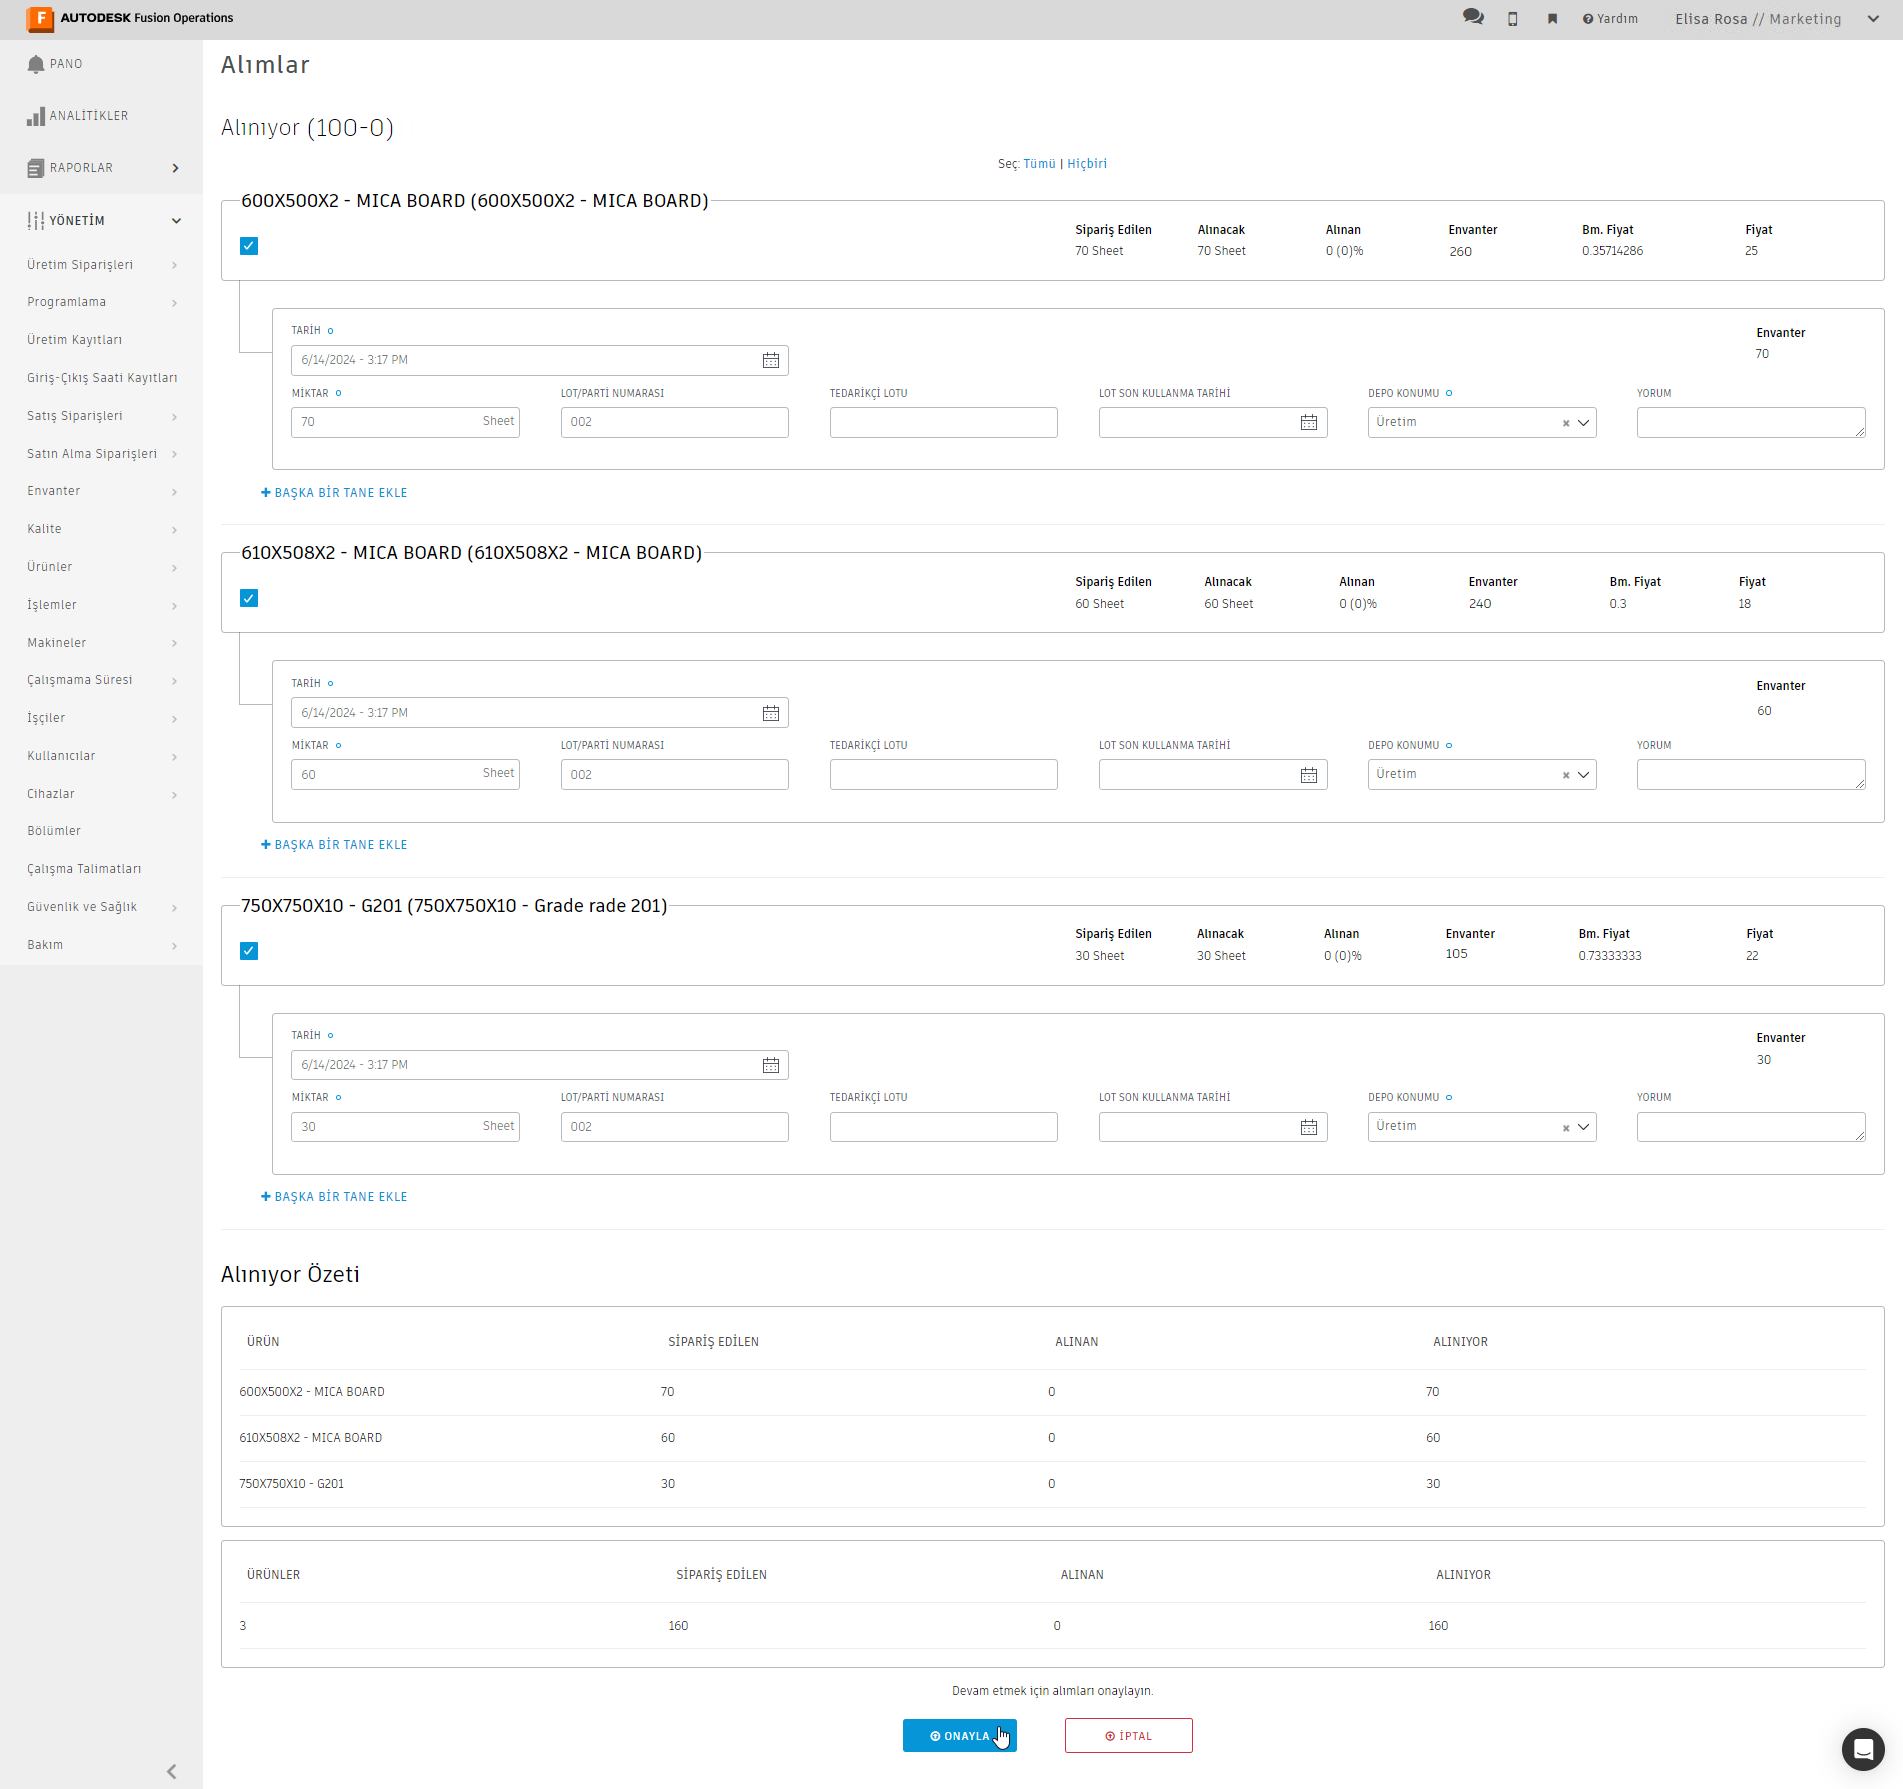 AUTODESK Fusion Operations
Yardım
Elisa Rosa // Marketing
PANO
ANALİTİKLER
RAPORLAR
YÖNETİM
Üretim Siparişleri
Programlama
Üretim Kayıtları
Giriş-Çıkış Saati Kayıtları
Satış Siparişleri
Satın Alma Siparişleri
Envanter
Kalite
Ürünler
İşlemler
Makineler
Çalışmama Süresi
İşçiler
Kullanıcılar
Cihazlar
Bölümler
Çalışma Talimatları
Güvenlik ve Sağlık
Bakım
Alımlar
Alınıyor (100-0)
Seç: Tümü | Hiçbiri
600X500X2 - MICA BOARD (600X500X2 - MICA BOARD)
Sipariş Edilen Alınacak Alınan Envanter Bm. Fiyat Fiyat
70 Sheet 70 Sheet 0 (0)% 260 0.35714286 25
TARİH
Envanter
6/14/2024 - 3:17 PM
70
MİKTAR LOT/PARTİ NUMARASI TEDARİKÇİ LOTU LOT SON KULLANMA TARİHİ DEPO KONUMU YORUM
70 Sheet 002 Üretim
BAŞKA BİR TANE EKLE
610X508X2 - MICA BOARD (610X508X2 - MICA BOARD)
Sipariş Edilen Alınacak Alınan Envanter Bm. Fiyat Fiyat
60 Sheet 60 Sheet 0 (0)% 240 0.3 18
TARİH
Envanter
6/14/2024 - 3:17 PM
60
MİKTAR LOT/PARTİ NUMARASI TEDARİKÇİ LOTU LOT SON KULLANMA TARİHİ DEPO KONUMU YORUM
60 Sheet 002 Üretim
BAŞKA BİR TANE EKLE
750X750X10 - G201 (750X750X10 - Grade rade 201)
Sipariş Edilen Alınacak Alınan Envanter Bm. Fiyat Fiyat
30 Sheet 30 Sheet 0 (0)% 105 0.73333333 22
TARİH
Envanter
6/14/2024 - 3:17 PM
30
MİKTAR LOT/PARTİ NUMARASI TEDARİKÇİ LOTU LOT SON KULLANMA TARİHİ DEPO KONUMU YORUM
30 Sheet 002 Üretim
BAŞKA BİR TANE EKLE
Alınıyor Özeti
ÜRÜN SİPARİŞ EDİLEN ALINAN ALINIYOR
600X500X2 - MICA BOARD 70 0 70
610X508X2 - MICA BOARD 60 0 60
750X750X10 - G201 30 0 30
ÜRÜNLER SİPARİŞ EDİLEN ALINAN ALINIYOR
3 160 0 160
Devam etmek için alımları onaylayın.
ONAYLA İPTAL